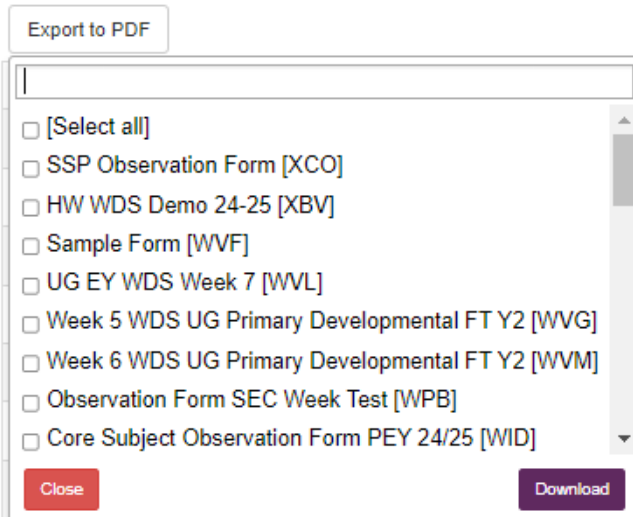 Export to PDF
[Select all]
SSP Observation Form [XCO]
HW WDS Demo 24-25 [XBV]
Sample Form [WVF]
UG EY WDS Week 7 [WVL]
Week 5 WDS UG Primary Developmental FT Y2 [WVG]
Week 6 WDS UG Primary Developmental FT Y2 [WVM]
Observation Form SEC Week Test [WPB]
Core Subject Observation Form PEY 24/25 [WID]
Close Download